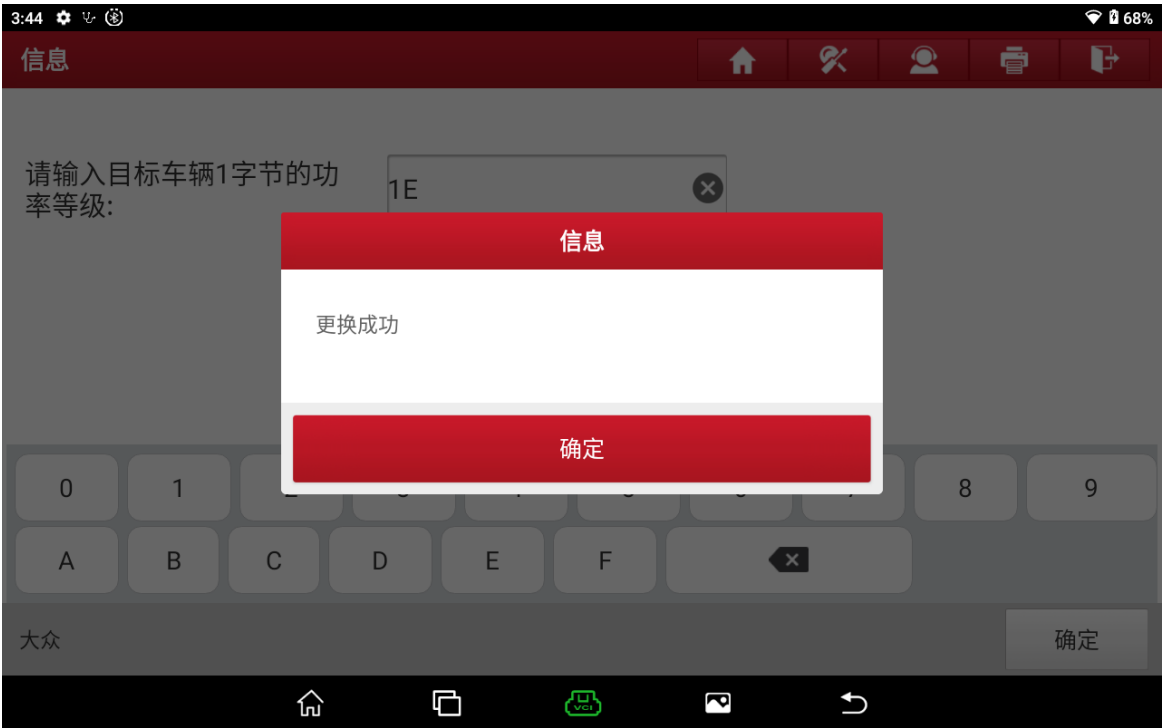 3:44
68%
信息
请输入目标车辆1字节的功
率等级:
1E
信息
更换成功
确定
0 1 8 9
A B C D E F
大众
确定
VCI